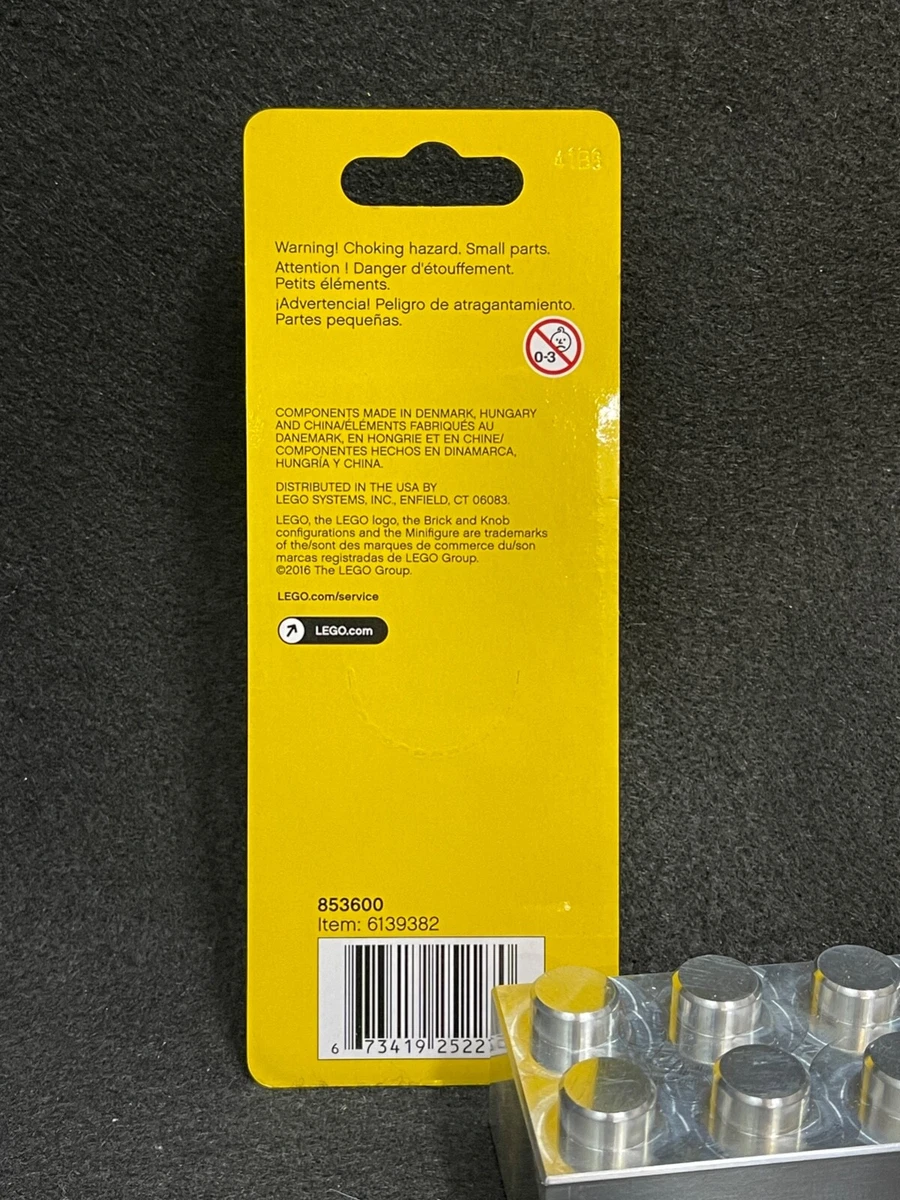 Warning! Choking hazard. Small parts.
Attention ! Danger d'étouffement.
Petits éléments.
¡Advertencia! Peligro de atragantamiento.
Partes pequeñas.
0-3
COMPONENTS MADE IN DENMARK, HUNGARY
AND CHINA/ÉLÉMENTS FABRIQUÉS AU
DANEMARK, EN HONGRIE ET EN CHINE/
COMPONENTES HECHOS EN DINAMARCA,
HUNGRÍA Y CHINA.
DISTRIBUTED IN THE USA BY
LEGO SYSTEMS, INC., ENFIELD, CT 06083.
LEGO, the LEGO logo, the Brick and Knob
configurations and the Minifigure are trademarks
of the/sont des marques de commerce du/son
marcas registradas de LEGO Group.
©2016 The LEGO Group.
LEGO.com/service
LEGO.com
853600
Item: 6139382
6 73419 2522